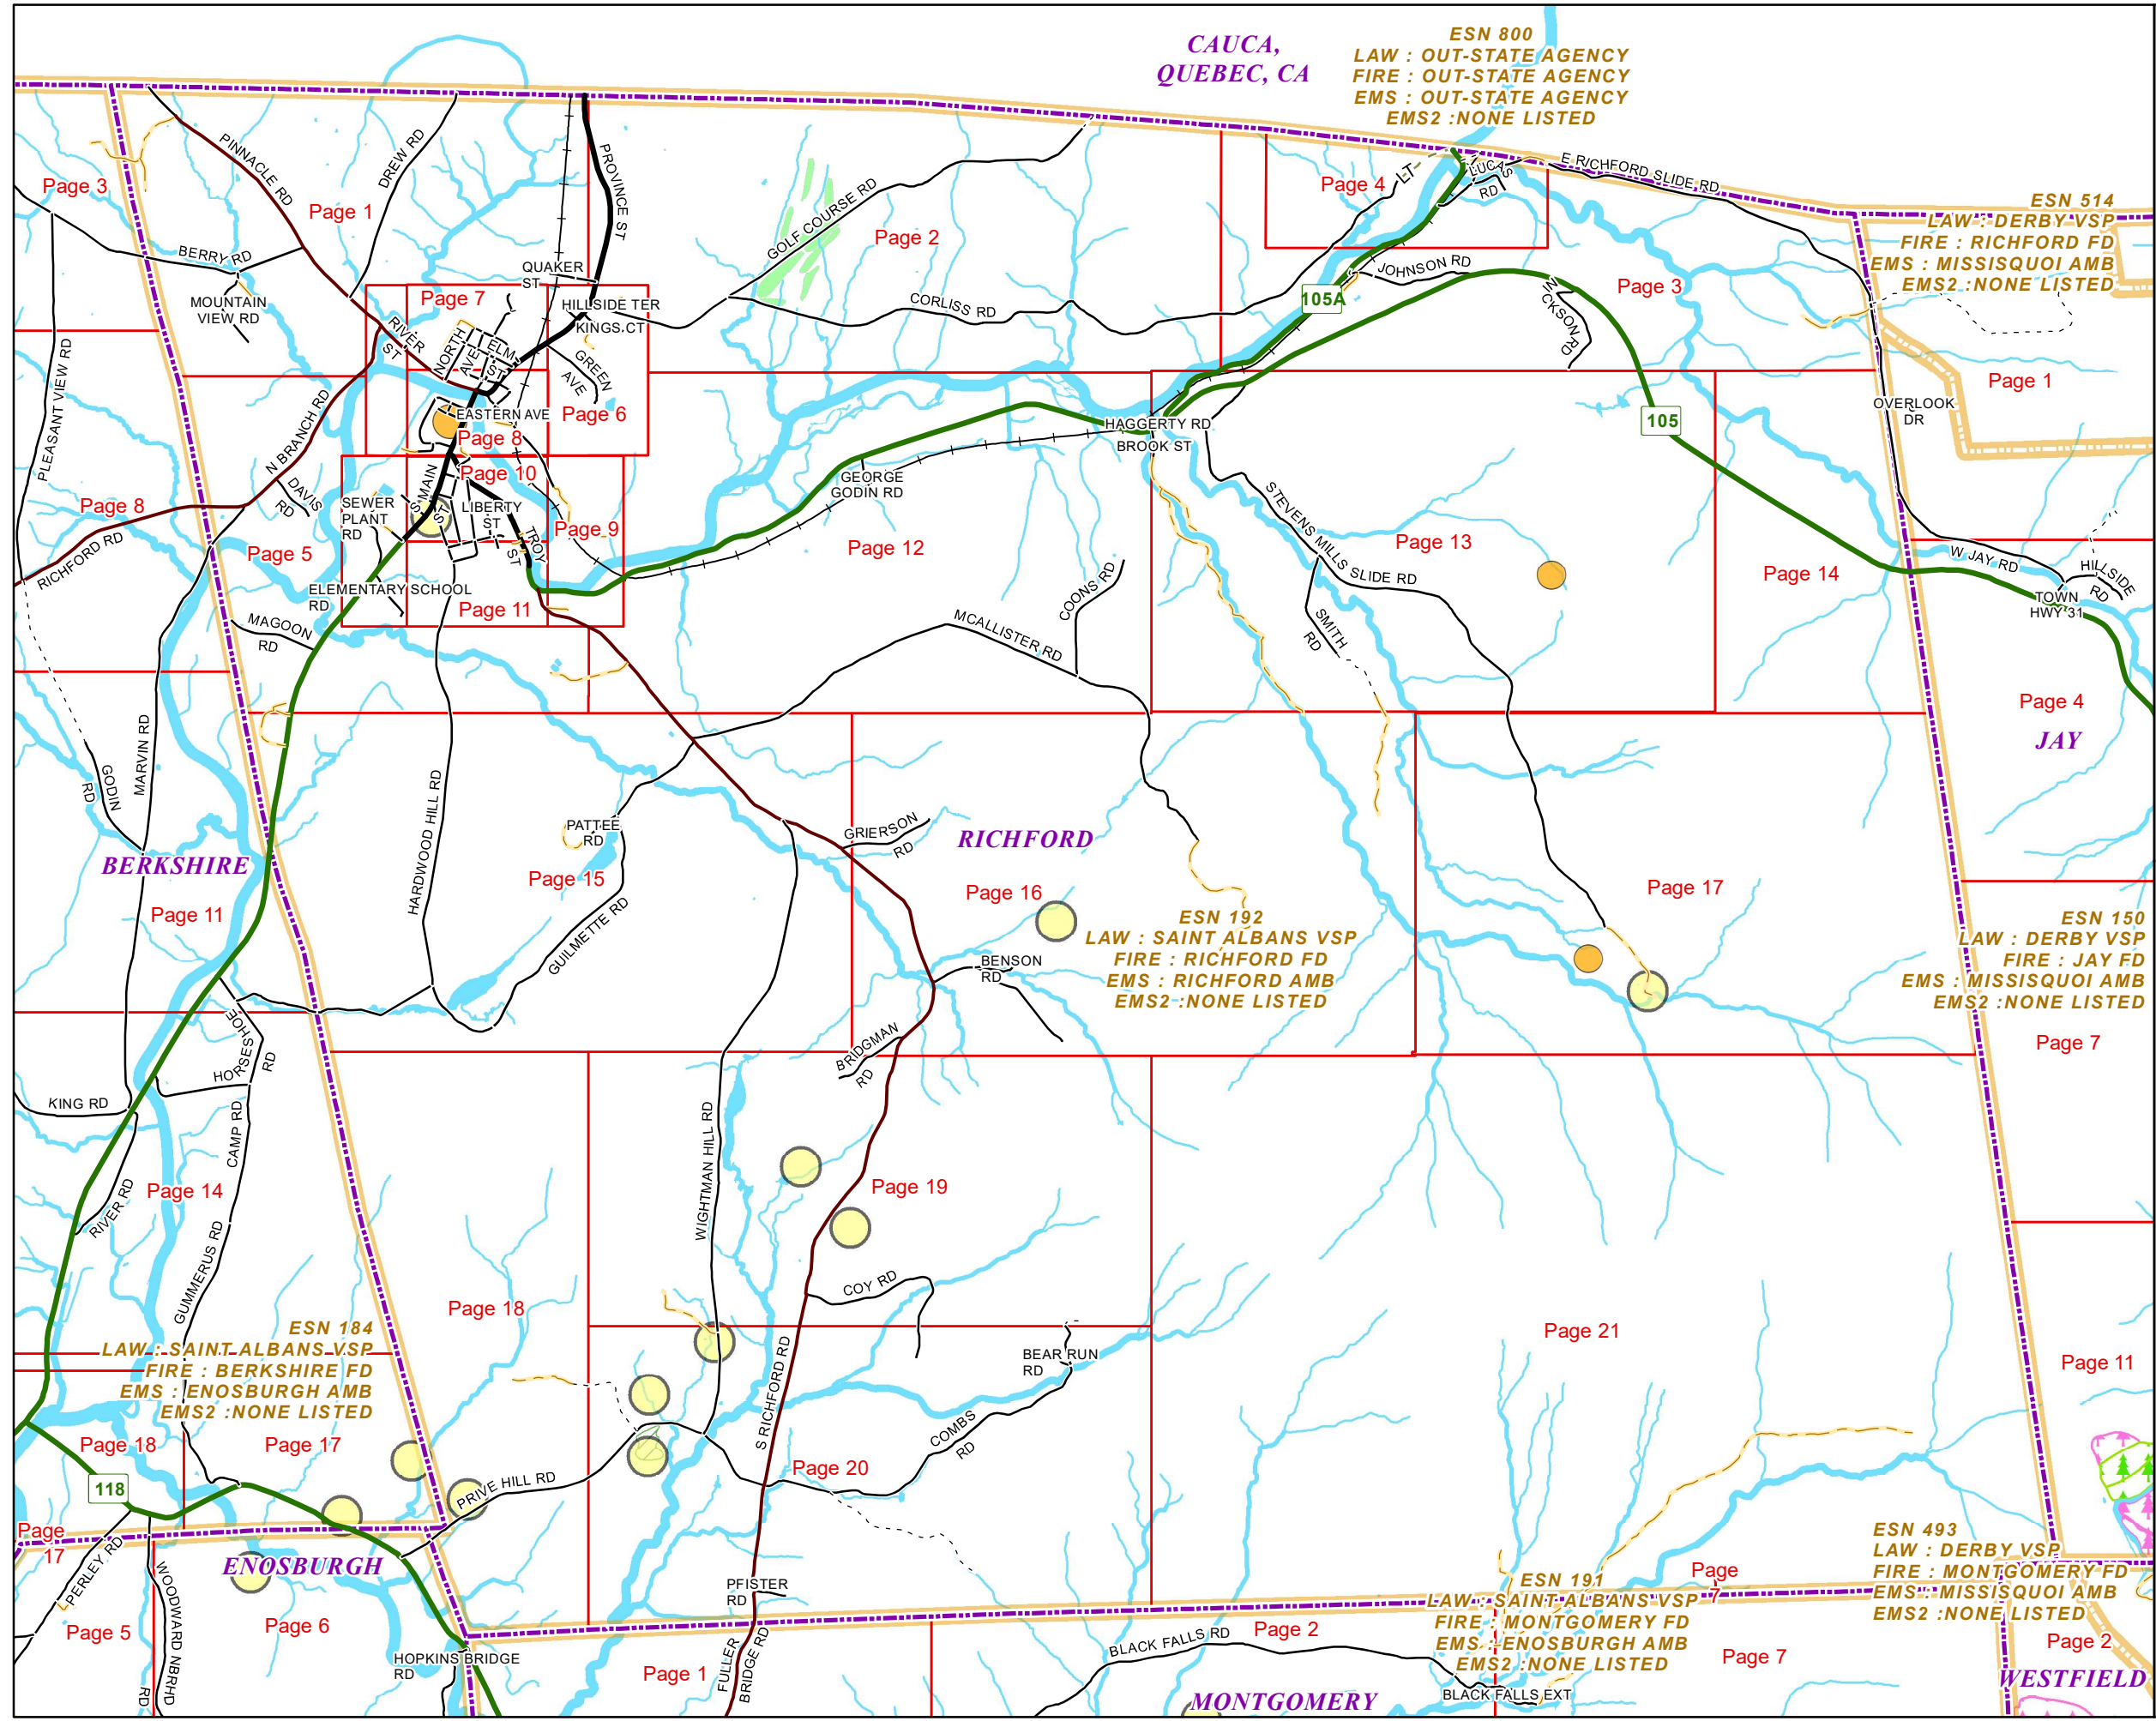 CAUCA,
QUEBEC, CA
ESN 800
LAW : OUT-STATE AGENCY
FIRE : OUT-STATE AGENCY
EMS : OUT-STATE AGENCY
EMS2 :NONE LISTED
Page 3
PINNACLE RD
Page 1
DREW RD
PROVINCE ST
GOLF COURSE RD
Page 2
Page 4
LT
LUCAS
RD
E RICHFORD SLIDE RD
ESN 514
LAW : DERBY VSP
FIRE : RICHFORD FD
EMS : MISSISQUOI AMB
EMS2 :NONE LISTED
BERRY RD
MOUNTAIN
VIEW RD
QUAKER
ST
Page 7
HILLSIDE TER
KINGS CT
CORLISS RD
JOHNSON RD
105A
NICKSON RD
Page 3
RIVER
ST
NORTH
AVE
ELM
ST
GREEN
AVE
PLEASANT VIEW RD
Page 1
EASTERN AVE
Page 6
Page 8
OVERLOOK
DR
105
HAGGERTY RD
BROOK ST
N BRANCH RD
Page 10
GEORGE
GODIN RD
Page 8
DAVIS
RD
SEWER
PLANT
RD
S MAIN
ST
LIBERTY
ST
TROY
ST
Page 9
STEVENS MILLS SLIDE RD
Page 13
Page 12
Page 5
RICHFORD RD
W JAY RD
HILLSIDE
RD
Page 14
TOWN
HWY 31
ELEMENTARY SCHOOL
RD
Page 11
COONS RD
MAGOON
RD
MCALLISTER RD
SMITH
RD
Page 4
JAY
MARVIN RD
GODIN
RD
HARDWOOD HILL RD
PATTEE
RD
GRIERSON
RD
RICHFORD
BERKSHIRE
Page 15
Page 16
Page 17
Page 11
GUILMETTE RD
ESN 192
LAW : SAINT ALBANS VSP
FIRE : RICHFORD FD
EMS : RICHFORD AMB
EMS2 :NONE LISTED
BENSON
RD
ESN 150
LAW : DERBY VSP
FIRE : JAY FD
EMS : MISSISQUOI AMB
EMS2 :NONE LISTED
Page 7
HORSESHOE
RD
BRIDGMAN
RD
KING RD
CAMP RD
WIGHTMAN HILL RD
Page 14
RIVER RD
Page 19
GUMMERUS RD
COY RD
Page 18
ESN 184
LAW : SAINT ALBANS VSP
FIRE : BERKSHIRE FD
EMS : ENOSBURGH AMB
EMS2 :NONE LISTED
Page 21
BEAR RUN
RD
Page 11
S RICHFORD RD
COMBS
RD
Page 18
Page 17
Page 20
118
PRIVE HILL RD
Page
17
PERLEY RD
WOODWARD NBRHD
RD
ENOSBURGH
PFISTER
RD
ESN 191
LAW : SAINT ALBANS VSP
FIRE : MONTGOMERY FD
EMS : ENOSBURGH AMB
EMS2 :NONE LISTED
Page
7
ESN 493
LAW : DERBY VSP
FIRE : MONTGOMERY FD
EMS : MISSISQUOI AMB
EMS2 :NONE LISTED
Page 5
Page 6
HOPKINS BRIDGE
RD
Page 1
FULLER
BRIDGE RD
BLACK FALLS RD
Page 2
Page 7
Page 2
WESTFIELD
BLACK FALLS EXT
MONTGOMERY